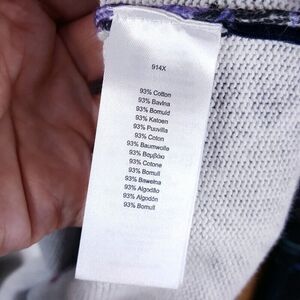 914X
93% Cotton
93% Bavlna
93% Bomuld
93% Katoen
93% Puuvilla
93% Coton
93% Baumwolle
93% Βαμβάκι
93% Cotone
93% Bomull
93% Bawełna
93% Algodão
93% Algodón
93% Bomull